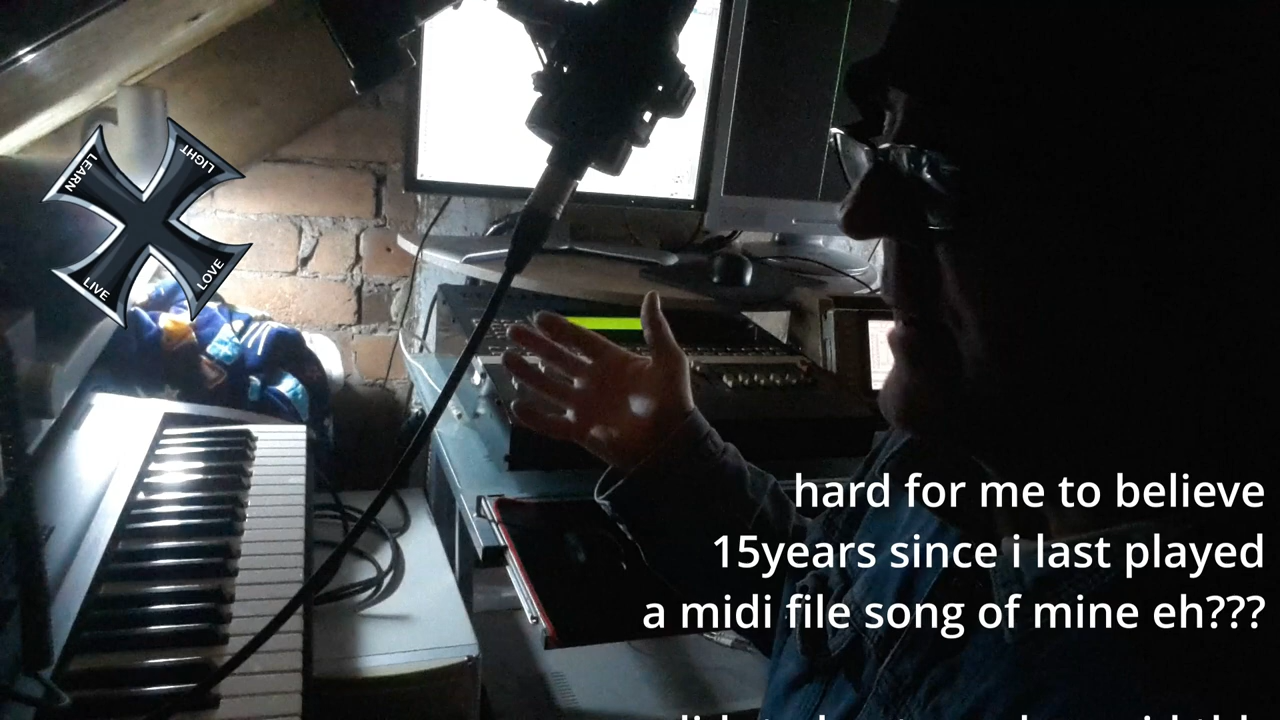 LEARN
LIGHT
LIVE
LOVE
hard for me to believe
15years since i last played
a midi file song of mine eh???